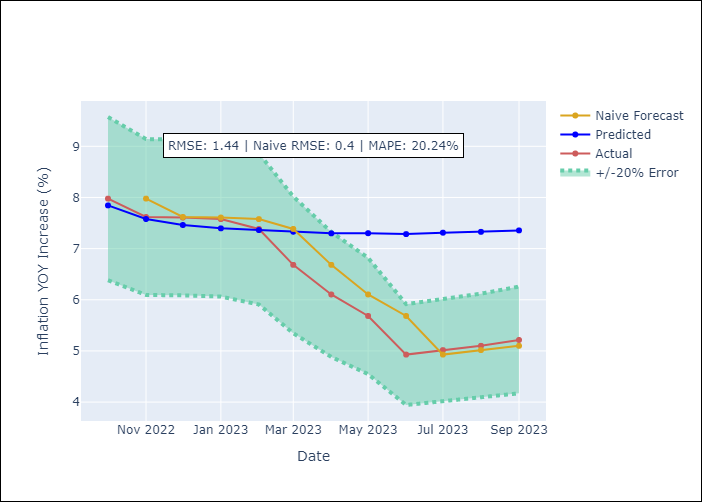 RMSE: 1.44 | Naive RMSE: 0.4 | MAPE: 20.24%
Naive Forecast
Predicted
Actual
+/-20% Error
Inflation YOY Increase (%)
9
8
7
6
5
4
Nov 2022
Jan 2023
Mar 2023
May 2023
Jul 2023
Sep 2023
Date